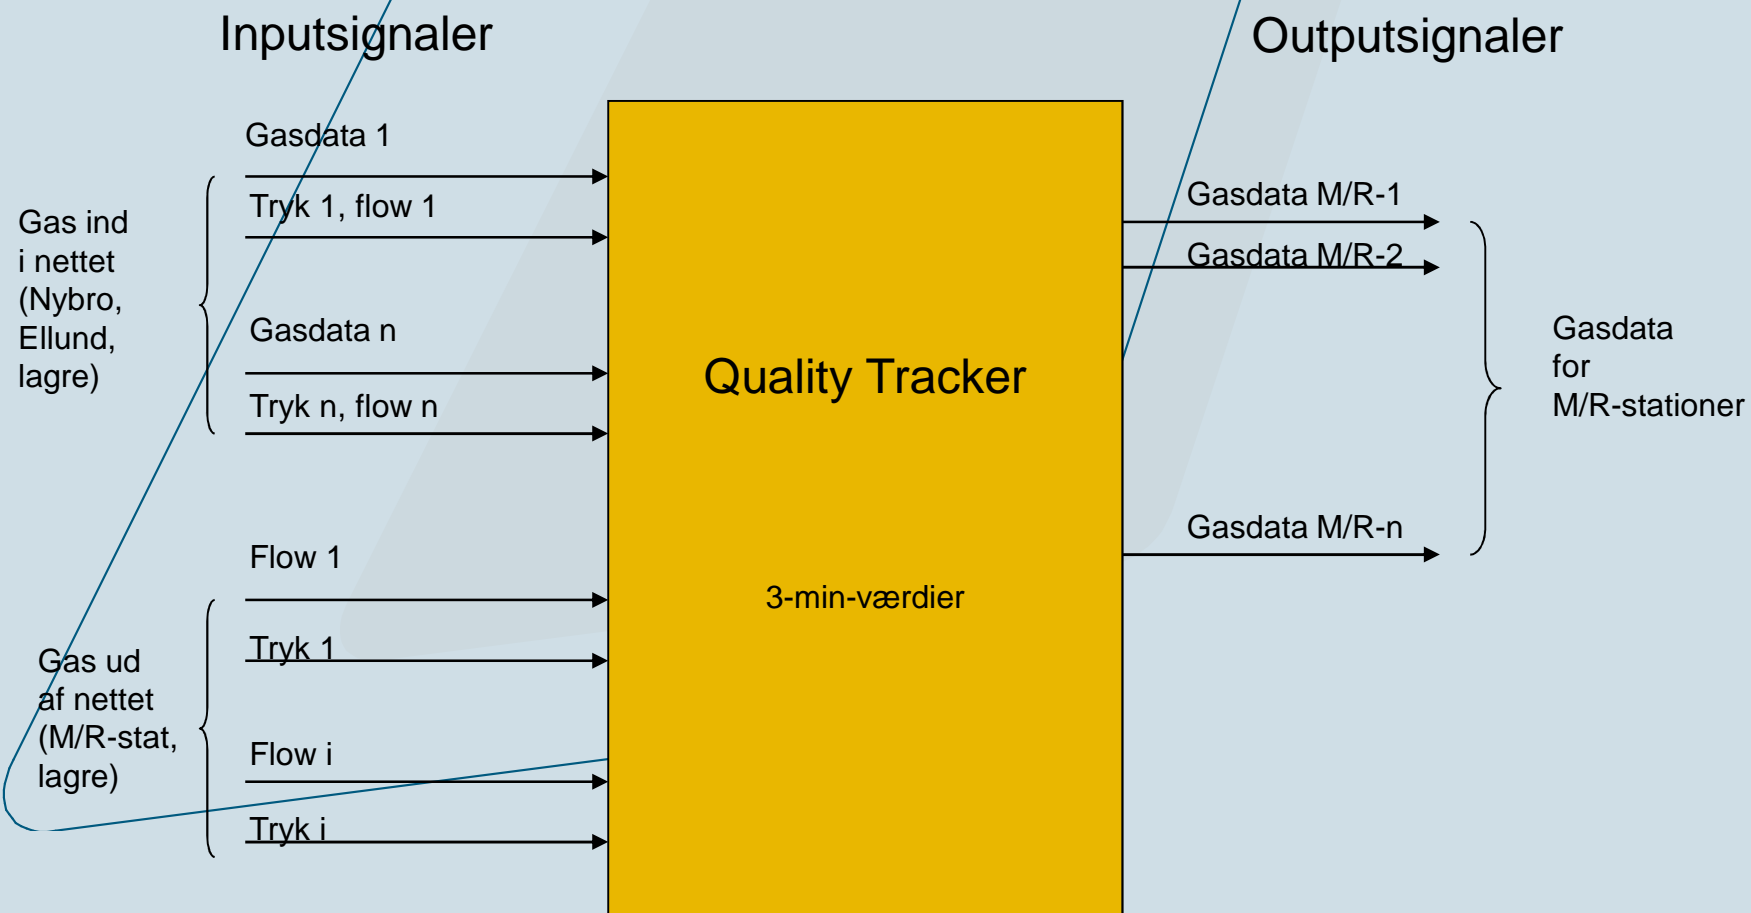 Inputsignaler
Outputsignaler
Gas ind
i nettet
(Nybro,
Ellund,
lagre)
Gasdata 1
Tryk 1, flow 1
Gasdata n
Tryk n, flow n
Gas ud
af nettet
(M/R-stat,
lagre)
Flow 1
Tryk 1
Flow i
Tryk i
Quality Tracker
3-min-værdier
Gasdata M/R-1
Gasdata M/R-2
Gasdata M/R-n
Gasdata
for
M/R-stationer